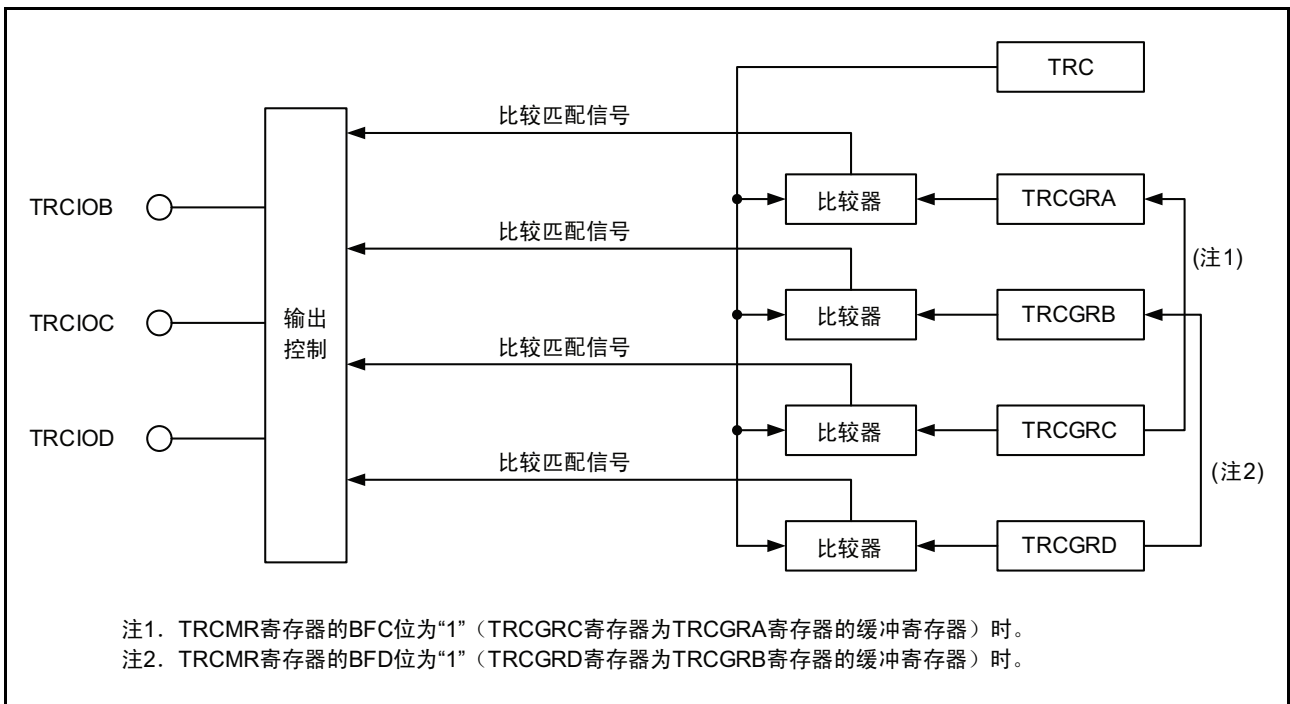 TRC
比较匹配信号
TRCIOB
比较器
TRCGRA
比较匹配信号
(注1)
TRCIOC
输出
控制
比较器
TRCGRB
比较匹配信号
TRCIOD
比较器
TRCGRC
比较匹配信号
(注2)
比较器
TRCGRD
注1. TRCMR寄存器的BFC位为“1”（TRCGRC寄存器为TRCGRA寄存器的缓冲寄存器）时。
注2. TRCMR寄存器的BFD位为“1”（TRCGRD寄存器为TRCGRB寄存器的缓冲寄存器）时。